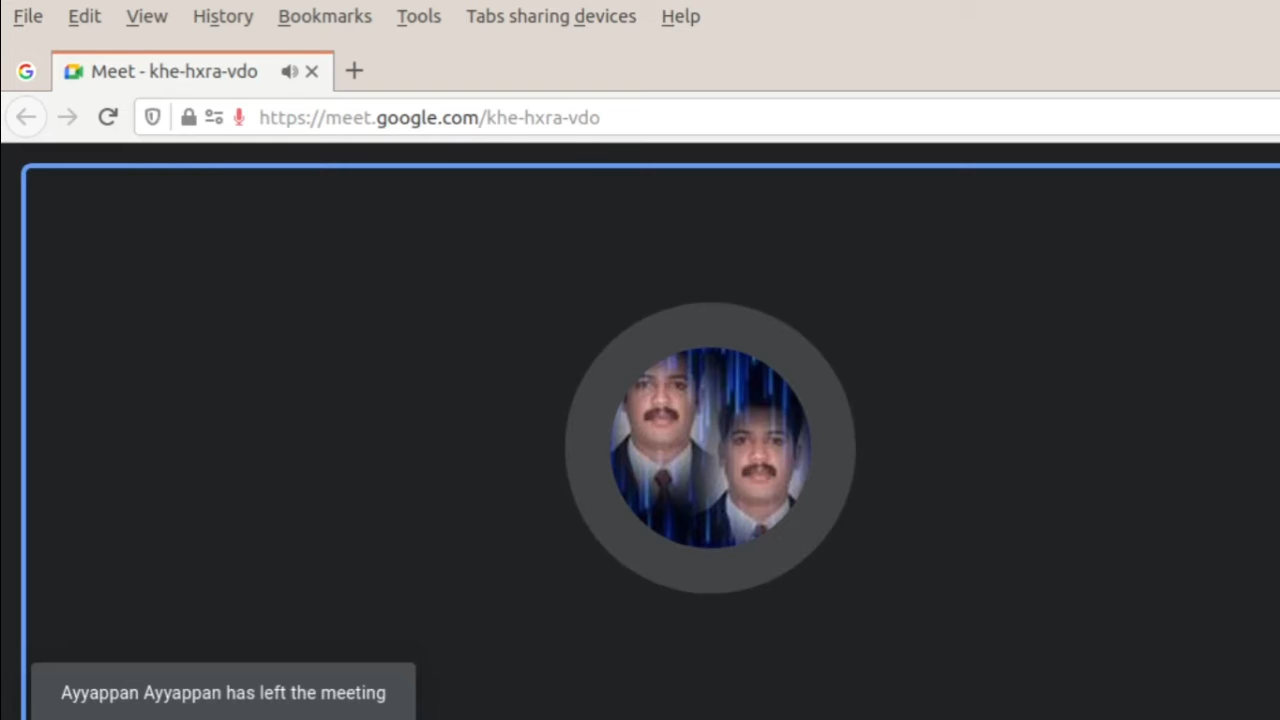 File Edit View History Bookmarks Tools Tabs sharing devices Help
Meet - khe-hxra-vdo
https://meet.google.com/khe-hxra-vdo
Ayyappan Ayyappan has left the meeting